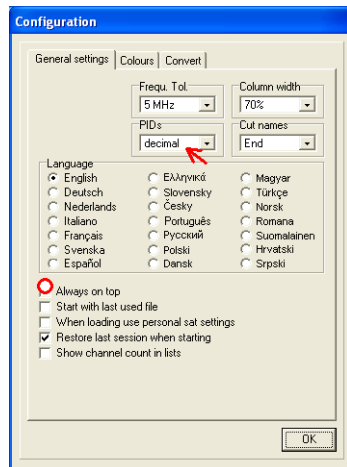 Configuration
General settings Colours Convert
Frequ. Tol. Column width
5 MHz 70%
PIDs Cut names
decimal End
Language
English Ελληνικά Magyar
Deutsch Slovensky Türkçe
Nederlands Česky Norsk
Italiano Português Romana
Français Русский Suomalainen
Svenska Polski Hrvatski
Español Dansk Srpski
Always on top
Start with last used file
When loading use personal sat settings
Restore last session when starting
Show channel count in lists
OK